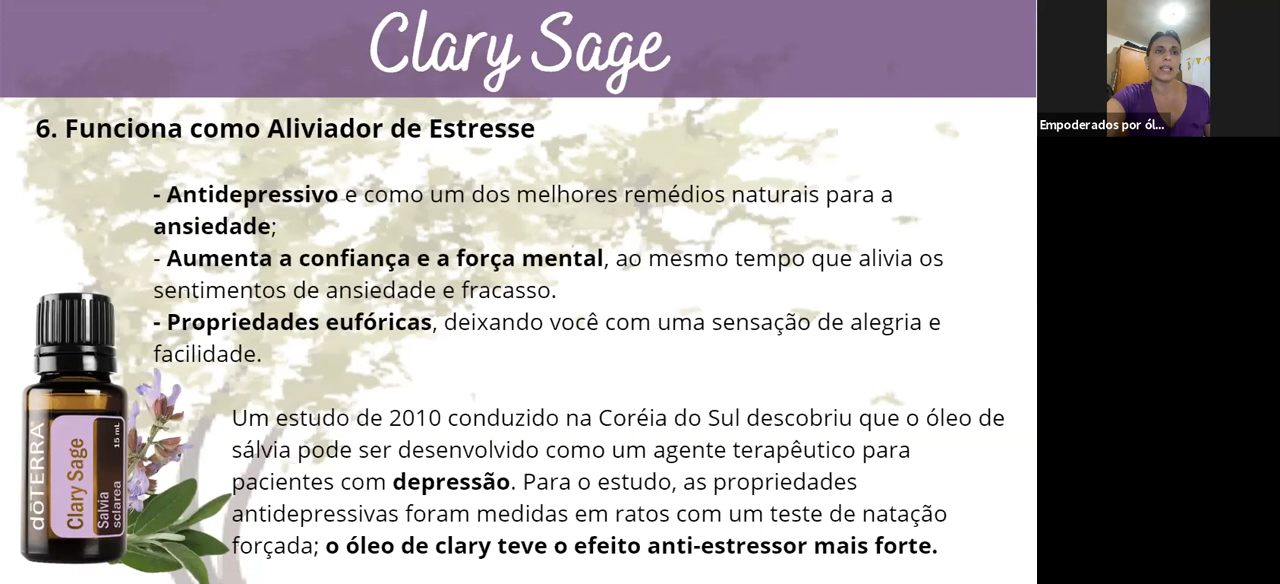 Clary Sage
6. Funciona como Aliviador de Estresse
- Antidepressivo e como um dos melhores remédios naturais para a
ansiedade;
- Aumenta a confiança e a força mental, ao mesmo tempo que alivia os
sentimentos de ansiedade e fracasso.
- Propriedades eufóricas, deixando você com uma sensação de alegria e
facilidade.
Um estudo de 2010 conduzido na Coréia do Sul descobriu que o óleo de
sálvia pode ser desenvolvido como um agente terapêutico para
pacientes com depressão. Para o estudo, as propriedades
antidepressivas foram medidas em ratos com um teste de natação
forçada; o óleo de clary teve o efeito anti-estressor mais forte.
dōTERRA
Clary Sage
Salvia
sclarea
15 mL
Empoderados por ól...